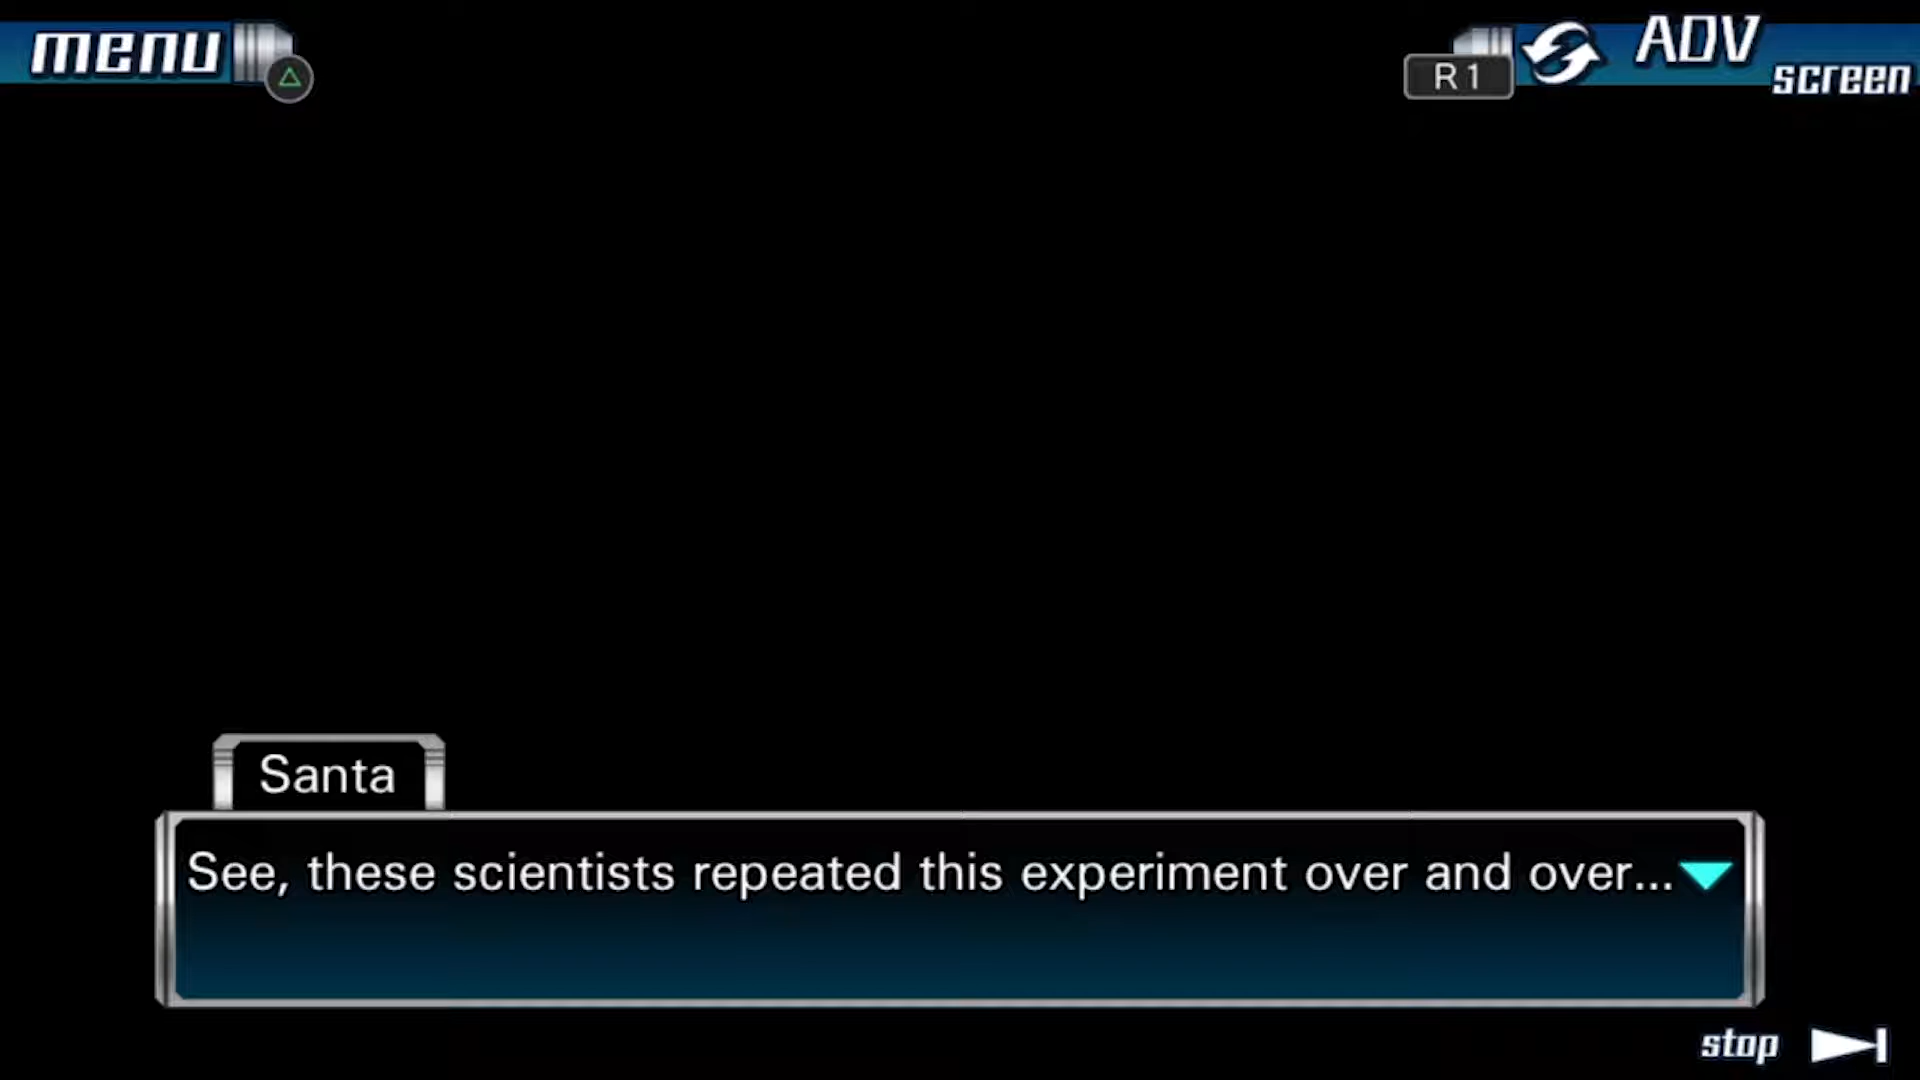 menu
R1
ADV
screen
Santa
See, these scientists repeated this experiment over and over...
stop